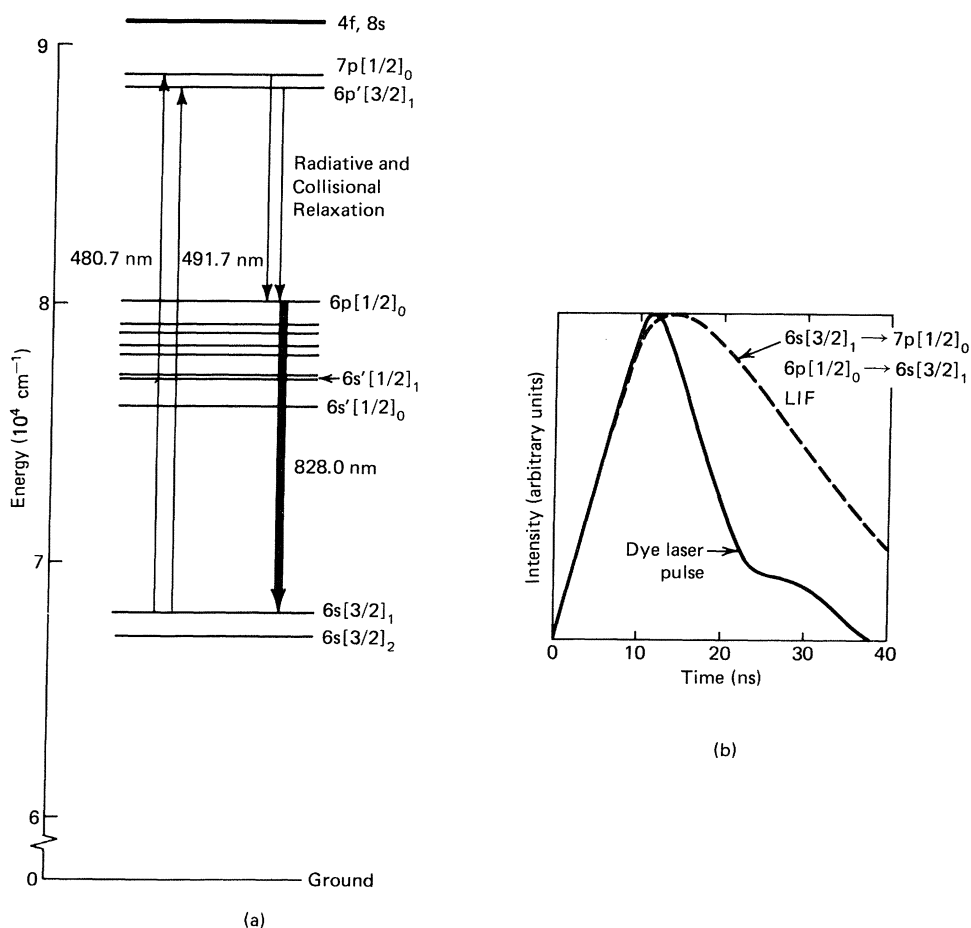 4f, 8s
9
7p[1/2]₀
6p′[3/2]₁
Radiative and
Collisional
Relaxation
480.7 nm
491.7 nm
8
6p[1/2]₀
6s′[1/2]₁
6s′[1/2]₀
Energy (10⁴ cm⁻¹)
828.0 nm
7
6s[3/2]₁
6s[3/2]₂
6
0
Ground
(a)
Intensity (arbitrary units)
6s[3/2]₁ → 7p[1/2]₀
6p[1/2]₀ → 6s[3/2]₁
LIF
Dye laser
pulse
0 10 20 30 40
Time (ns)
(b)